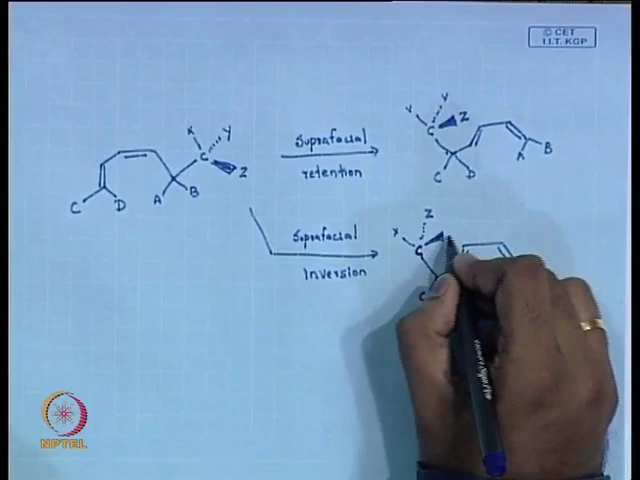 © CET
I.I.T. KGP
X Y
C Z
C D A B
Suprafacial
retention
X Y
C Z
C D A B
Suprafacial
Inversion
X Z
C
C
NPTEL